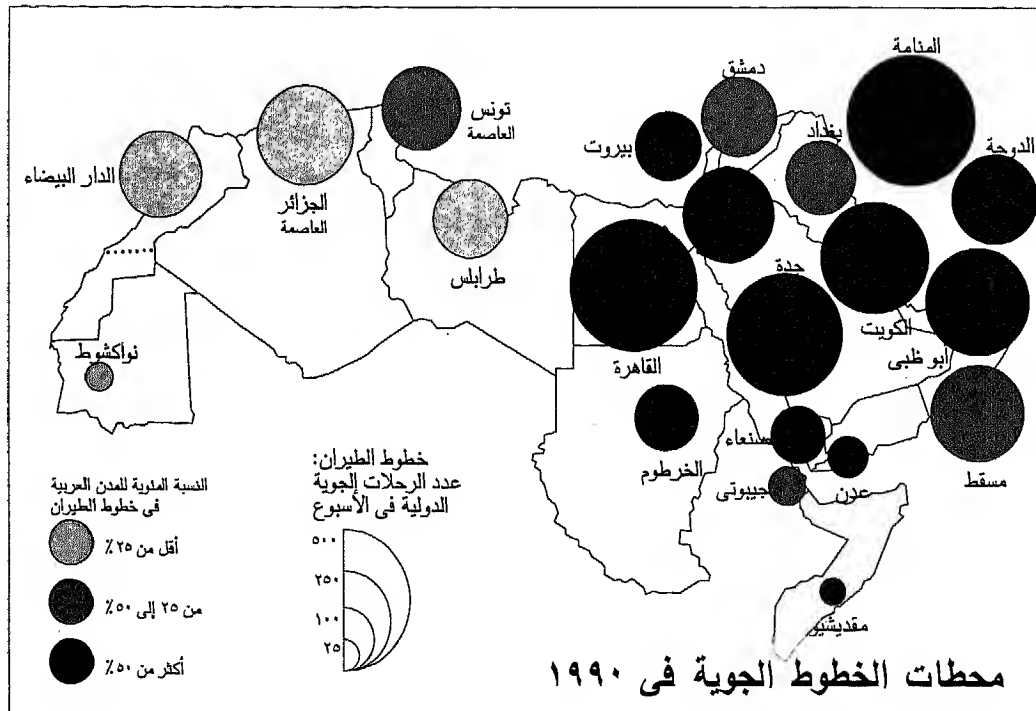 المنامة
دمشق
تونس
العاصمة
بيروت
بغداد
الدوحة
الدار البيضاء
الجزائر
العاصمة
طرابلس
جدة
الكويت
القاهرة
أبو ظبى
نواكشوط
صنعاء
الخرطوم
جيبوتى
عدن
مسقط
مقديشيو
خطوط الطيران:
عدد الرحلات الجوية
الدولية فى الأسبوع
٥٠٠
٢٥٠
١٠٠
٢٥
النسبة المئوية للمدن العربية
فى خطوط الطيران
أقل من ٢٥٪
من ٢٥ إلى ٥٠٪
أكثر من ٥٠٪
محطات الخطوط الجوية فى ١٩٩٠